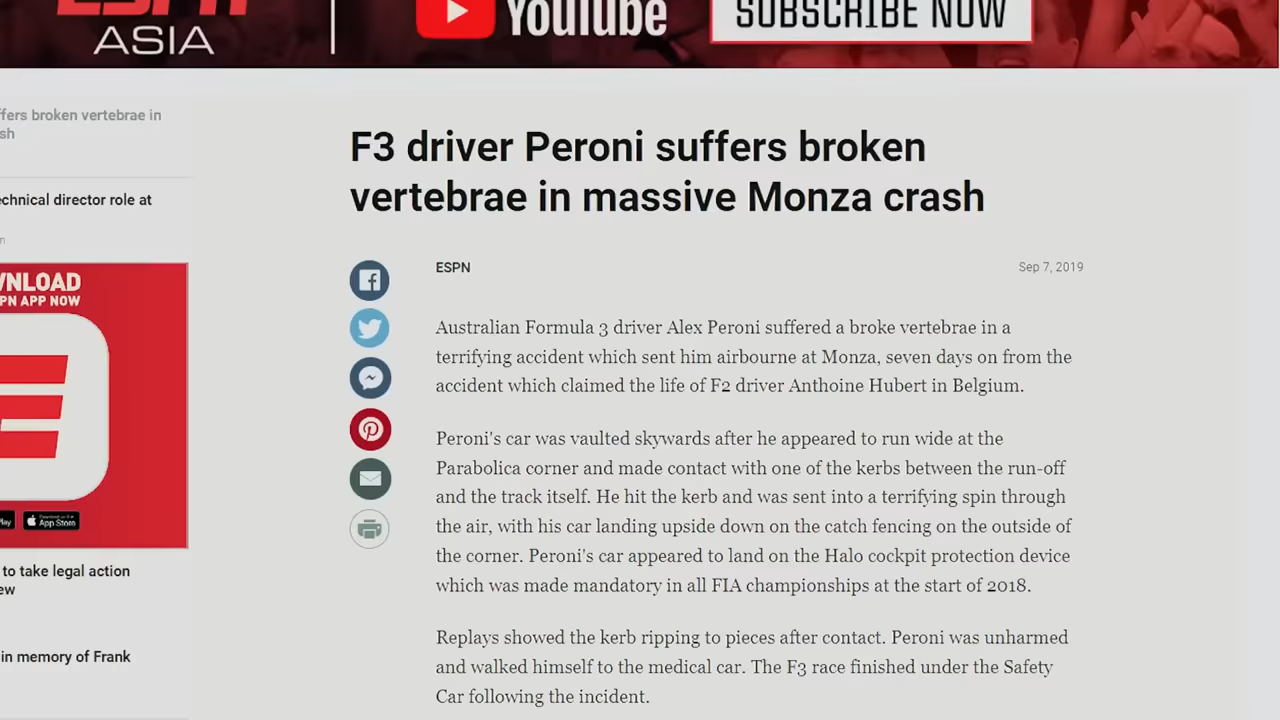 ASIA
YouTube
SUBSCRIBE NOW
broken vertebrae in
F3 driver Peroni suffers broken
vertebrae in massive Monza crash
technical director role at
ESPN
Sep 7, 2019
APP NOW
Australian Formula 3 driver Alex Peroni suffered a broke vertebrae in a
terrifying accident which sent him airbourne at Monza, seven days on from the
accident which claimed the life of F2 driver Anthoine Hubert in Belgium.
Peroni's car was vaulted skywards after he appeared to run wide at the
Parabolica corner and made contact with one of the kerbs between the run-off
and the track itself. He hit the kerb and was sent into a terrifying spin through
the air, with his car landing upside down on the catch fencing on the outside of
the corner. Peroni's car appeared to land on the Halo cockpit protection device
which was made mandatory in all FIA championships at the start of 2018.
App Store
to take legal action
Replays showed the kerb ripping to pieces after contact. Peroni was unharmed
and walked himself to the medical car. The F3 race finished under the Safety
Car following the incident.
in memory of Frank